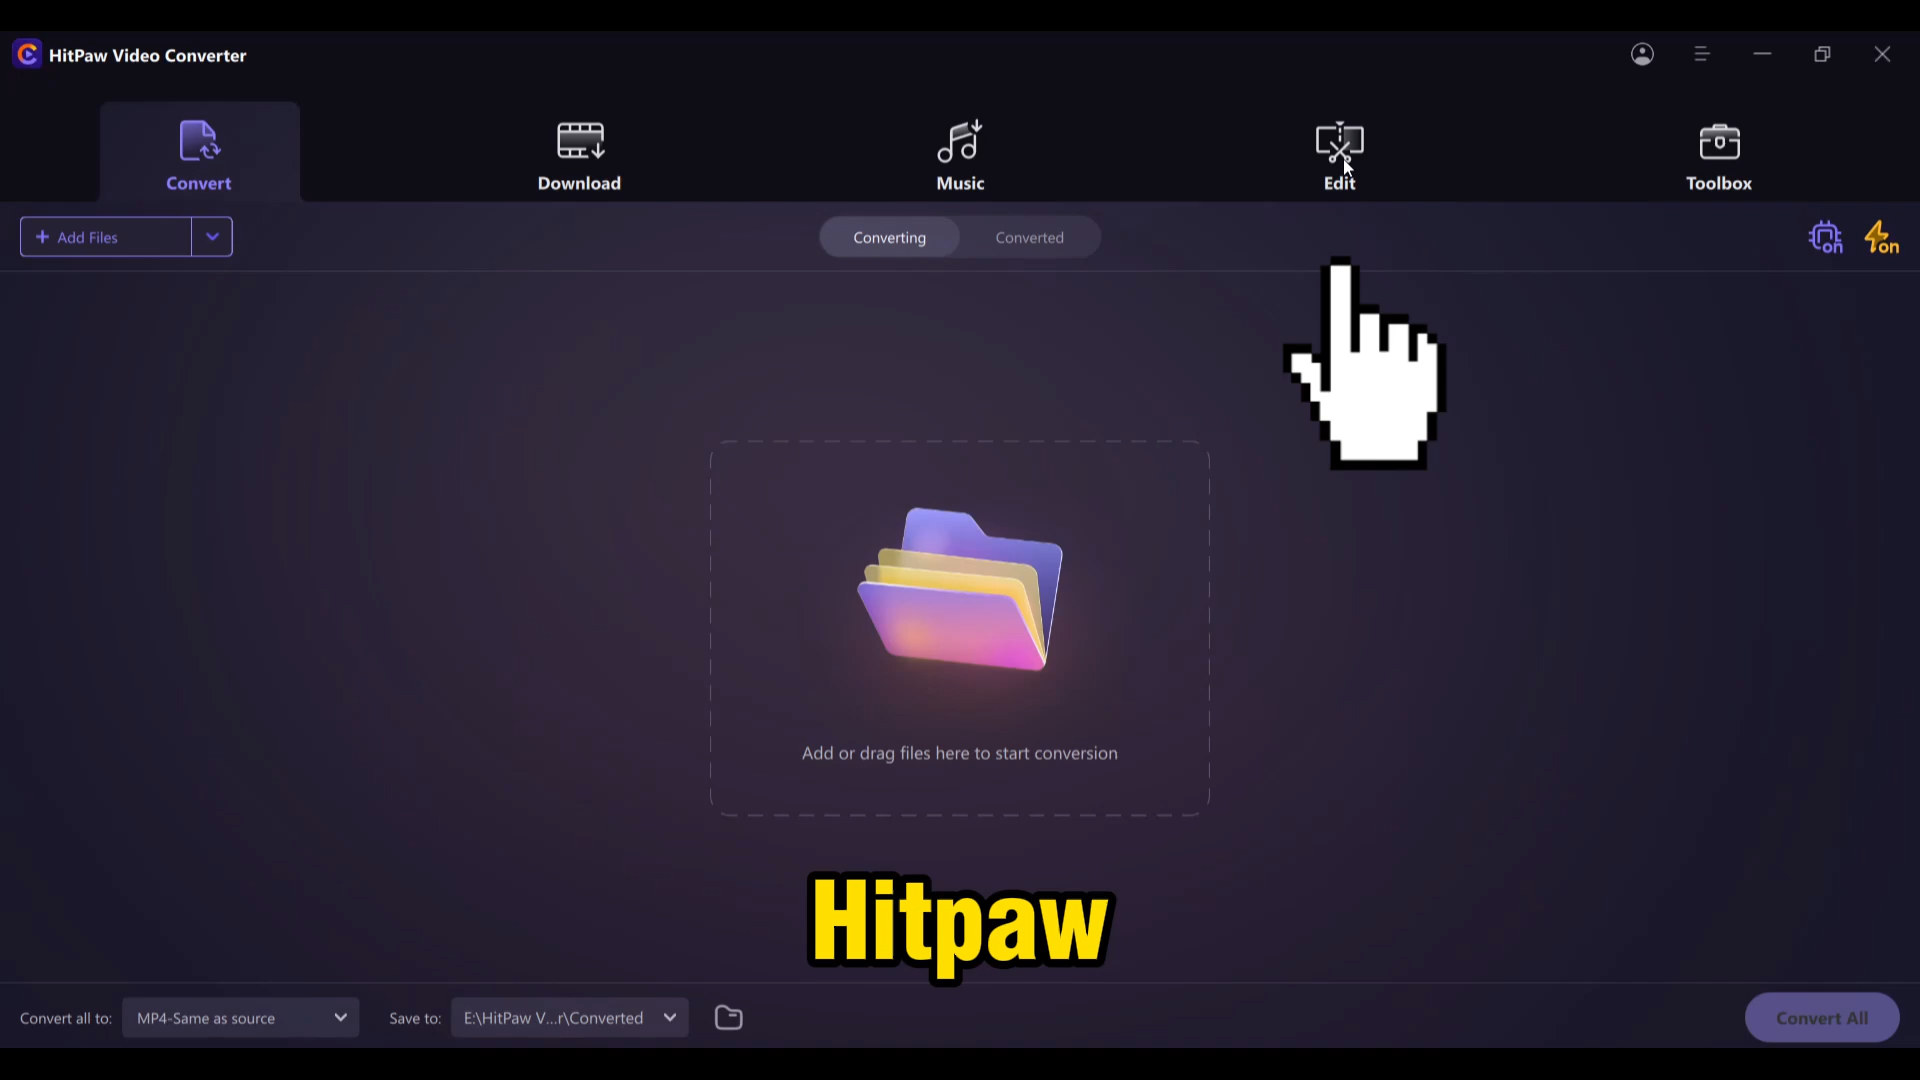 HitPaw Video Converter
Convert
Download
Music
Edit
Toolbox
+ Add Files
Converting
Converted
on
on
Add or drag files here to start conversion
Hitpaw
Convert all to:
MP4-Same as source
Save to:
E:\HitPaw V...r\Converted
Convert All